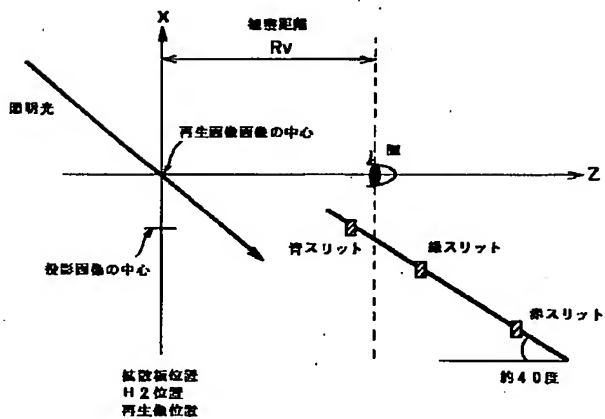 X
観察距離
Rv
照明光
再生画像画像の中心
眼
Z
青スリット
緑スリット
投影画像の中心
赤スリット
約40度
拡散板位置
H2位置
再生像位置